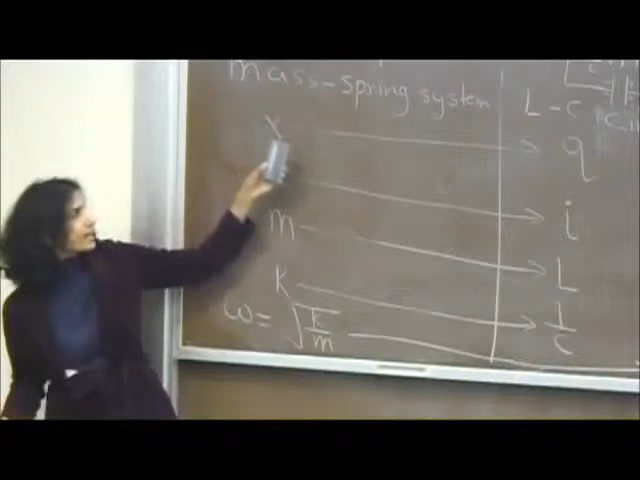 mass-spring system
L-C
x → q
→ i
m → L
k → 1/C
ω = √k/m